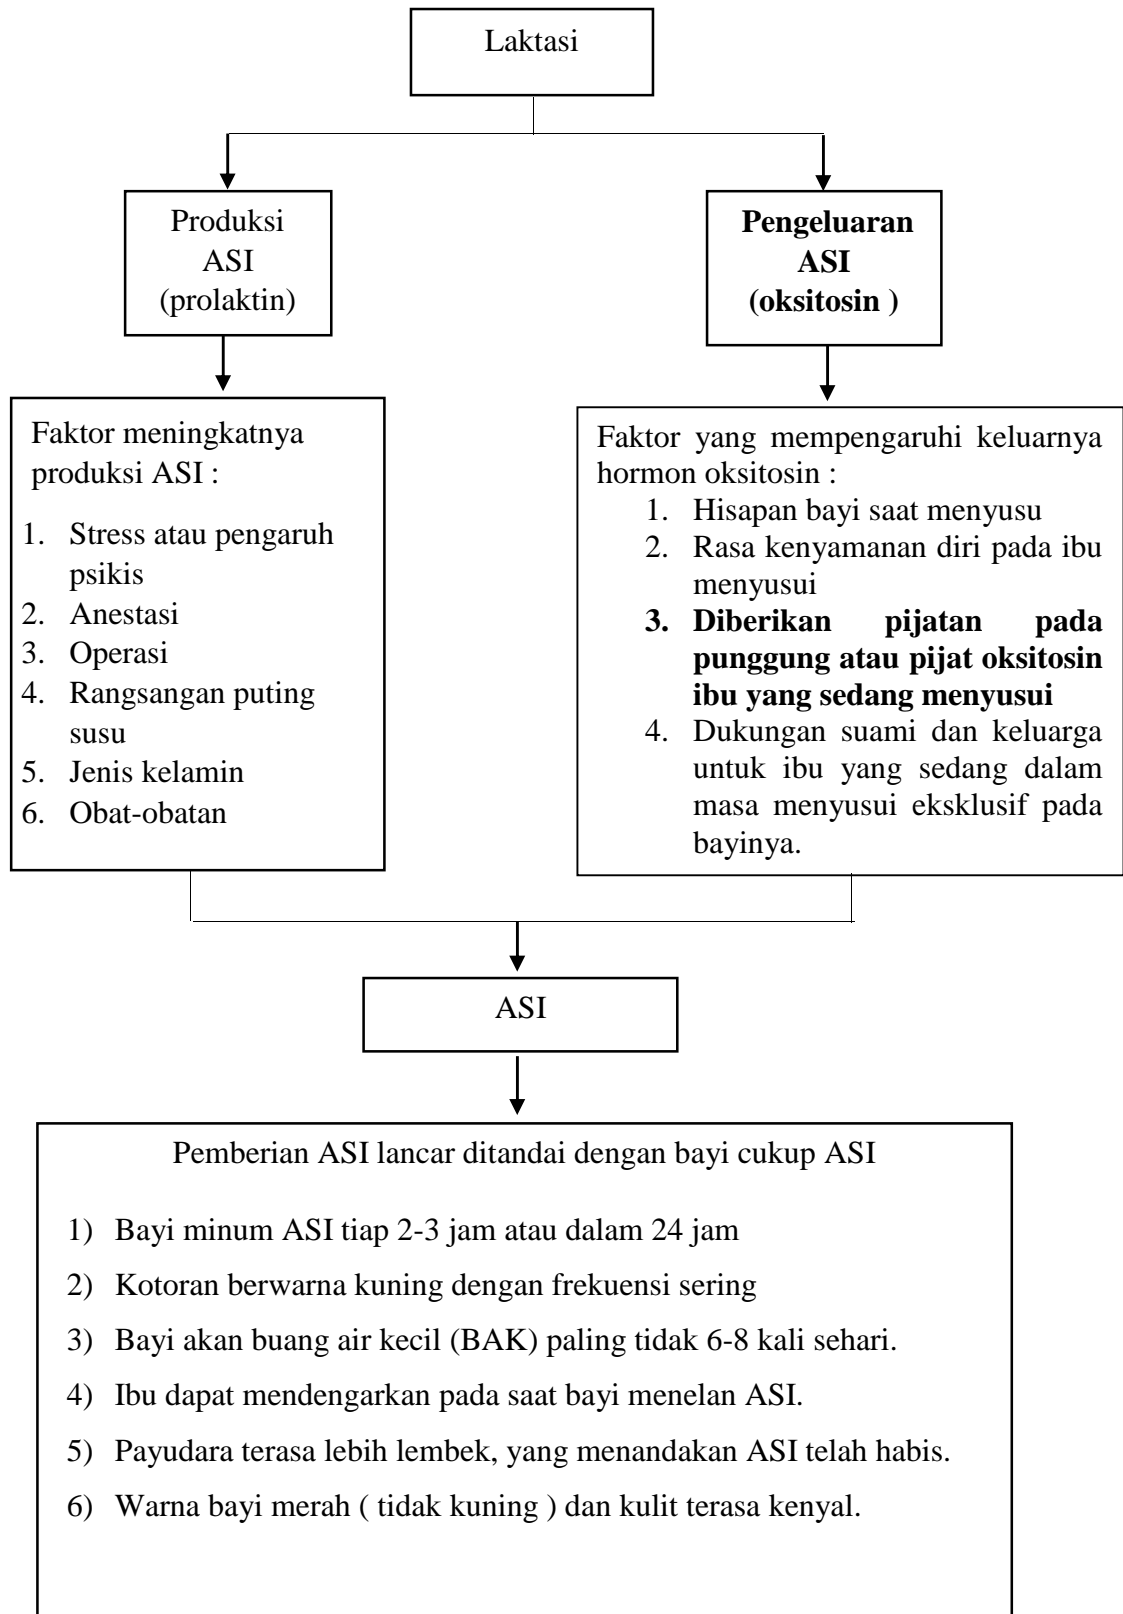 Laktasi
Produksi
ASI
(prolaktin)
Pengeluaran
ASI
(oksitosin )
Faktor meningkatnya
produksi ASI :
1. Stress atau pengaruh
psikis
2. Anestasi
3. Operasi
4. Rangsangan puting
susu
5. Jenis kelamin
6. Obat-obatan
Faktor yang mempengaruhi keluarnya
hormon oksitosin :
1. Hisapan bayi saat menyusu
2. Rasa kenyamanan diri pada ibu
menyusui
3. Diberikan pijatan pada
punggung atau pijat oksitosin
ibu yang sedang menyusui
4. Dukungan suami dan keluarga
untuk ibu yang sedang dalam
masa menyusui eksklusif pada
bayinya.
ASI
Pemberian ASI lancar ditandai dengan bayi cukup ASI
1) Bayi minum ASI tiap 2-3 jam atau dalam 24 jam
2) Kotoran berwarna kuning dengan frekuensi sering
3) Bayi akan buang air kecil (BAK) paling tidak 6-8 kali sehari.
4) Ibu dapat mendengarkan pada saat bayi menelan ASI.
5) Payudara terasa lebih lembek, yang menandakan ASI telah habis.
6) Warna bayi merah ( tidak kuning ) dan kulit terasa kenyal.